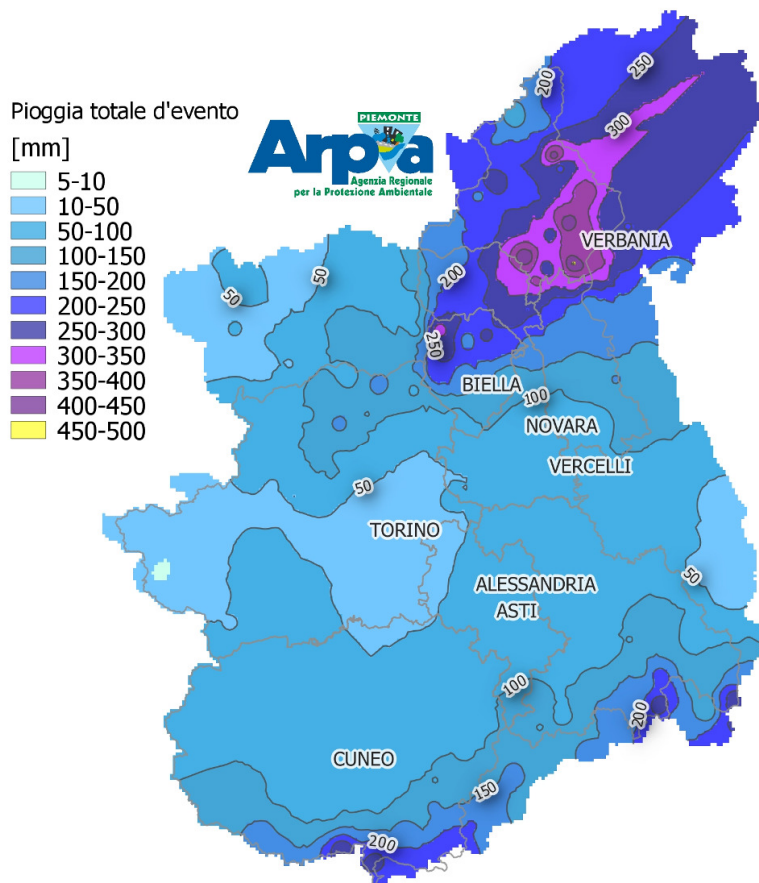 Pioggia totale d'evento
[mm]
5-10
10-50
50-100
100-150
150-200
200-250
250-300
300-350
350-400
400-450
450-500
PIEMONTE
Arpa
Agenzia Regionale
per la Protezione Ambientale
250
200
300
VERBANIA
50
50
200
250
BIELLA
100
NOVARA
VERCELLI
50
TORINO
50
ALESSANDRIA
ASTI
100
200
CUNEO
150
200